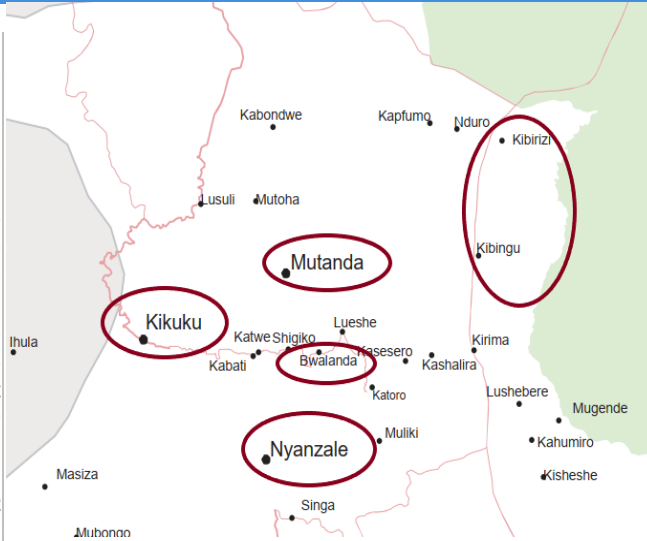 Kabondwe
Kapfumo
Nduro
Kibirizi
Lusuli
Mutoha
Kibingu
Mutanda
Kikuku
Lueshe
Katwe
Shigiko
Kirima
Ihula
Kabati
Bwalanda
Kasesero
Kashalira
Katoro
Lushebere
Mugende
Muliki
Kahumiro
Nyanzale
Masiza
Kisheshe
Singa
Mubongo